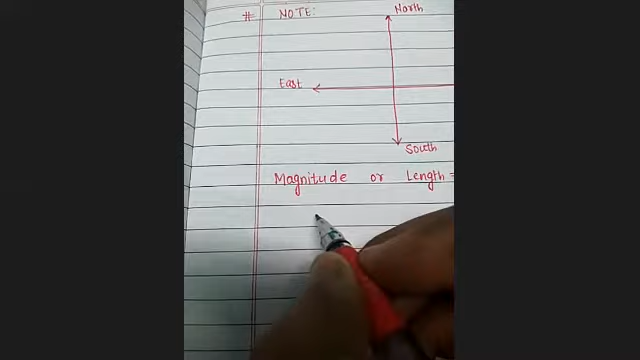 # NOTE:
North
East
South
Magnitude or Length =